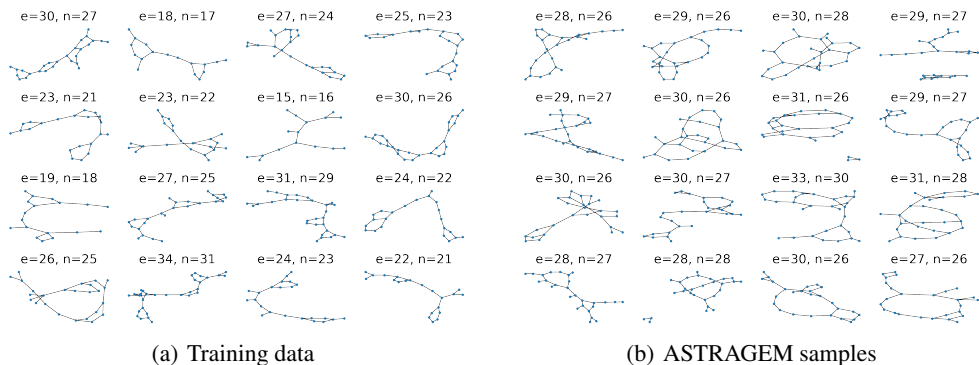 e=30, n=27 e=18, n=17 e=27, n=24 e=25, n=23
e=23, n=21 e=23, n=22 e=15, n=16 e=30, n=26
e=19, n=18 e=27, n=25 e=31, n=29 e=24, n=22
e=26, n=25 e=34, n=31 e=24, n=23 e=22, n=21
(a) Training data
e=28, n=26 e=29, n=26 e=30, n=28 e=29, n=27
e=29, n=27 e=30, n=26 e=31, n=26 e=29, n=27
e=30, n=26 e=30, n=27 e=33, n=30 e=31, n=28
e=28, n=27 e=28, n=28 e=30, n=26 e=27, n=26
(b) ASTRAGEM samples